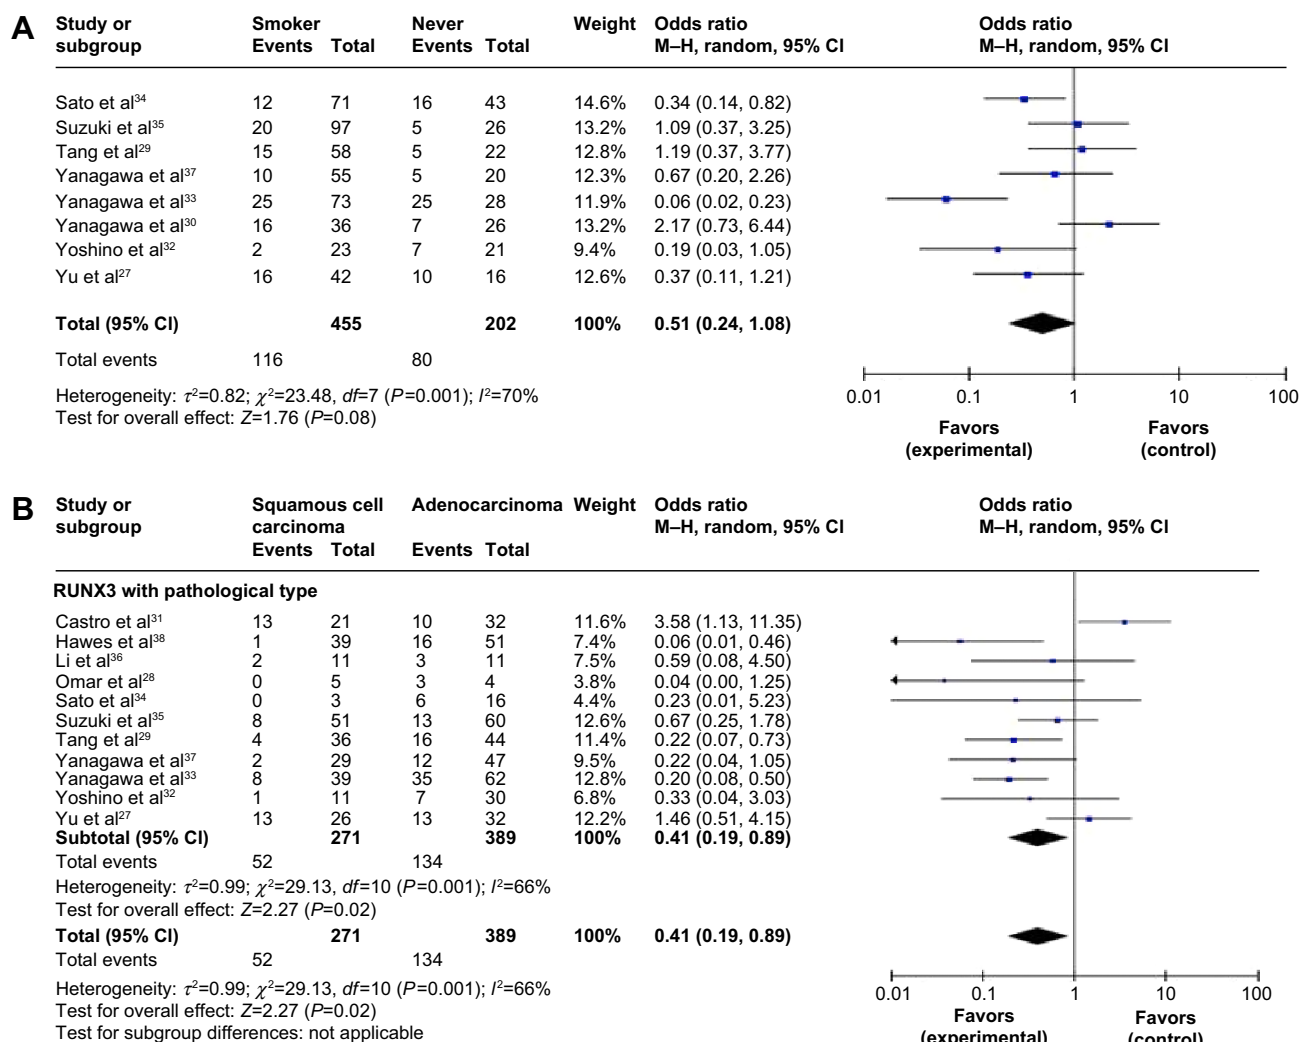 A
Study or subgroup Smoker Events Total Never Events Total Weight Odds ratio M–H, random, 95% CI Odds ratio M–H, random, 95% CI
Sato et al34 12 71 16 43 14.6% 0.34 (0.14, 0.82)
Suzuki et al35 20 97 5 26 13.2% 1.09 (0.37, 3.25)
Tang et al29 15 58 5 22 12.8% 1.19 (0.37, 3.77)
Yanagawa et al37 10 55 5 20 12.3% 0.67 (0.20, 2.26)
Yanagawa et al33 25 73 25 28 11.9% 0.06 (0.02, 0.23)
Yanagawa et al30 16 36 7 26 13.2% 2.17 (0.73, 6.44)
Yoshino et al32 2 23 7 21 9.4% 0.19 (0.03, 1.05)
Yu et al27 16 42 10 16 12.6% 0.37 (0.11, 1.21)
Total (95% CI) 455 202 100% 0.51 (0.24, 1.08)
Total events 116 80
Heterogeneity: τ2=0.82; χ2=23.48, df=7 (P=0.001); I2=70%
Test for overall effect: Z=1.76 (P=0.08)
0.01 0.1 1 10 100
Favors (experimental) Favors (control)
B
Study or subgroup Squamous cell carcinoma Events Total Adenocarcinoma Events Total Weight Odds ratio M–H, random, 95% CI Odds ratio M–H, random, 95% CI
RUNX3 with pathological type
Castro et al31 13 21 10 32 11.6% 3.58 (1.13, 11.35)
Hawes et al38 1 39 16 51 7.4% 0.06 (0.01, 0.46)
Li et al36 2 11 3 11 7.5% 0.59 (0.08, 4.50)
Omar et al28 0 5 3 4 3.8% 0.04 (0.00, 1.25)
Sato et al34 0 3 6 16 4.4% 0.23 (0.01, 5.23)
Suzuki et al35 8 51 13 60 12.6% 0.67 (0.25, 1.78)
Tang et al29 4 36 16 44 11.4% 0.22 (0.07, 0.73)
Yanagawa et al37 2 29 12 47 9.5% 0.22 (0.04, 1.05)
Yanagawa et al33 8 39 35 62 12.8% 0.20 (0.08, 0.50)
Yoshino et al32 1 11 7 30 6.8% 0.33 (0.04, 3.03)
Yu et al27 13 26 13 32 12.2% 1.46 (0.51, 4.15)
Subtotal (95% CI) 271 389 100% 0.41 (0.19, 0.89)
Total events 52 134
Heterogeneity: τ2=0.99; χ2=29.13, df=10 (P=0.001); I2=66%
Test for overall effect: Z=2.27 (P=0.02)
Total (95% CI) 271 389 100% 0.41 (0.19, 0.89)
Total events 52 134
Heterogeneity: τ2=0.99; χ2=29.13, df=10 (P=0.001); I2=66%
Test for overall effect: Z=2.27 (P=0.02)
Test for subgroup differences: not applicable
0.01 0.1 1 10 100
Favors (experimental) Favors (control)